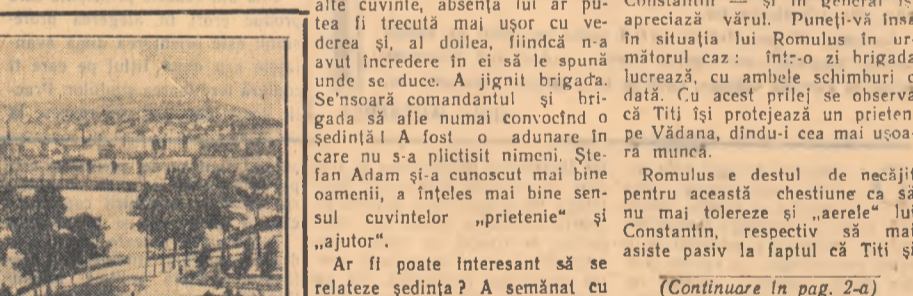 alte cuvinte, absența lui ar pu-
tea fi trecută mai ușor cu ve-
derea și, al doilea, fiindcă n-a
avut încredere în ei să le spună
unde se duce. A jignit brigada.
Se'nsoară comandantul și bri-
gada să afle numai convocînd o
ședință! A fost o adunare în
care nu s-a plictisit nimeni. Ște-
fan Adam și-a cunoscut mai bine
oamenii, a înțeles mai bine sen-
sul cuvintelor „prietenie“ și
„ajutor“.
Ar fi poate interesant să se
relateze ședința? A semănat cu
Constantin — și în general îș
apreciază vărul. Puneți-vă însă
în situația lui Romulus în ur-
mătorul caz: într-o zi brigada
lucrează, cu ambele schimburi o
dată. Cu acest prilej se observă
că Titi își protejează un prieten
pe Vădana, dîndu-i cea mai ușoa-
ră muncă.
Romulus e destul de necăjit
pentru această chestiune ca să
nu mai tolereze și „aerele“ lui
Constantin, respectiv să mai
asiste pasiv la faptul că Titi și
(Continuare în pag. 2-a)